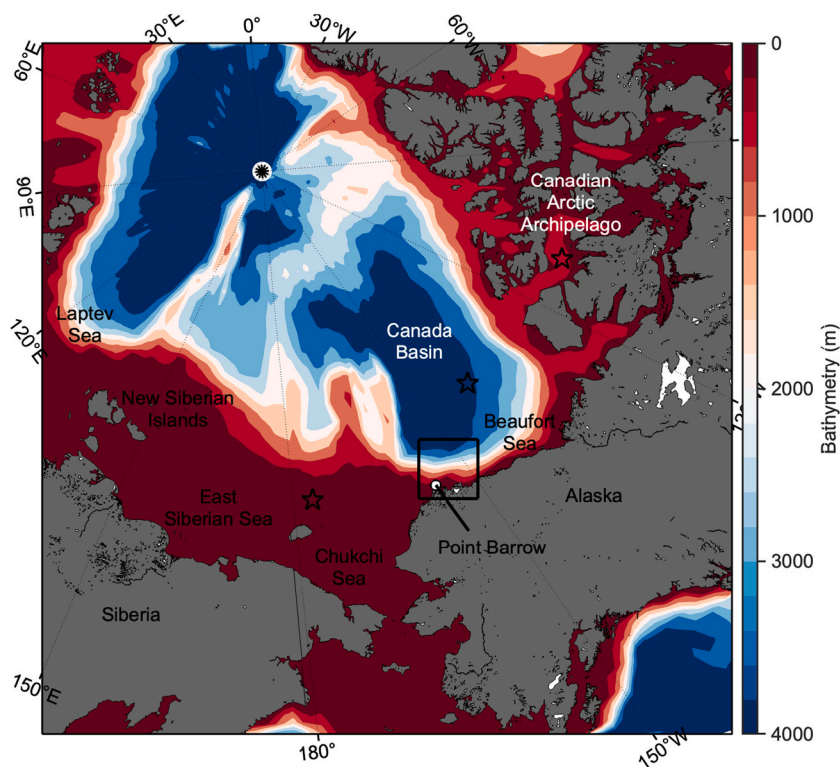 30°E
0°
30°W
60°W
60°E
90°E
120°E
150°E
180°
150°W
Canadian
Arctic
Archipelago
Laptev
Sea
Canada
Basin
New Siberian
Islands
Beaufort
Sea
East
Siberian Sea
Alaska
Point Barrow
Chukchi
Sea
Siberia
0
1000
2000
3000
4000
Bathymetry (m)